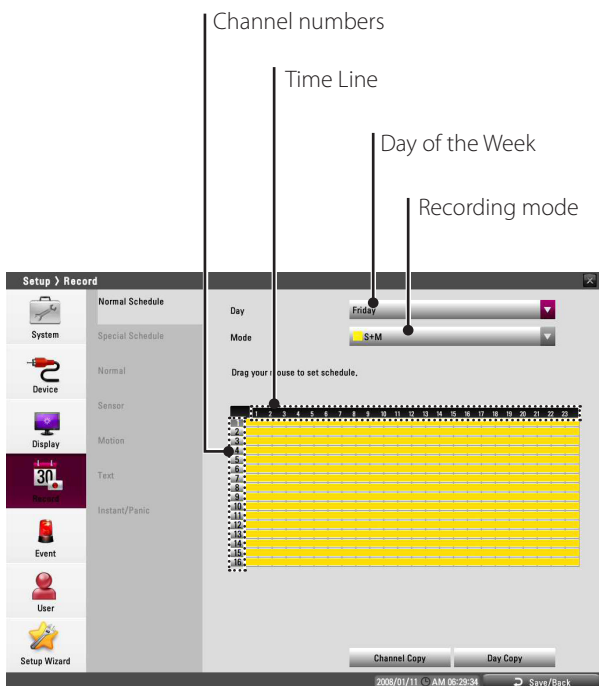 Channel numbers
Time Line
Day of the Week
Recording mode
Setup > Record
System
Device
Display
30
Record
Event
User
Setup Wizard
Normal Schedule
Special Schedule
Normal
Sensor
Motion
Text
Instant/Panic
Day
Friday
Mode
S+M
Drag your mouse to set schedule.
1 2 3 4 5 6 7 8 9 10 11 12 13 14 15 16 17 18 19 20 21 22 23
1
2
3
4
5
6
7
8
9
10
11
12
13
14
15
16
Channel Copy
Day Copy
2008/01/11 AM 06:29:34
Save/Back